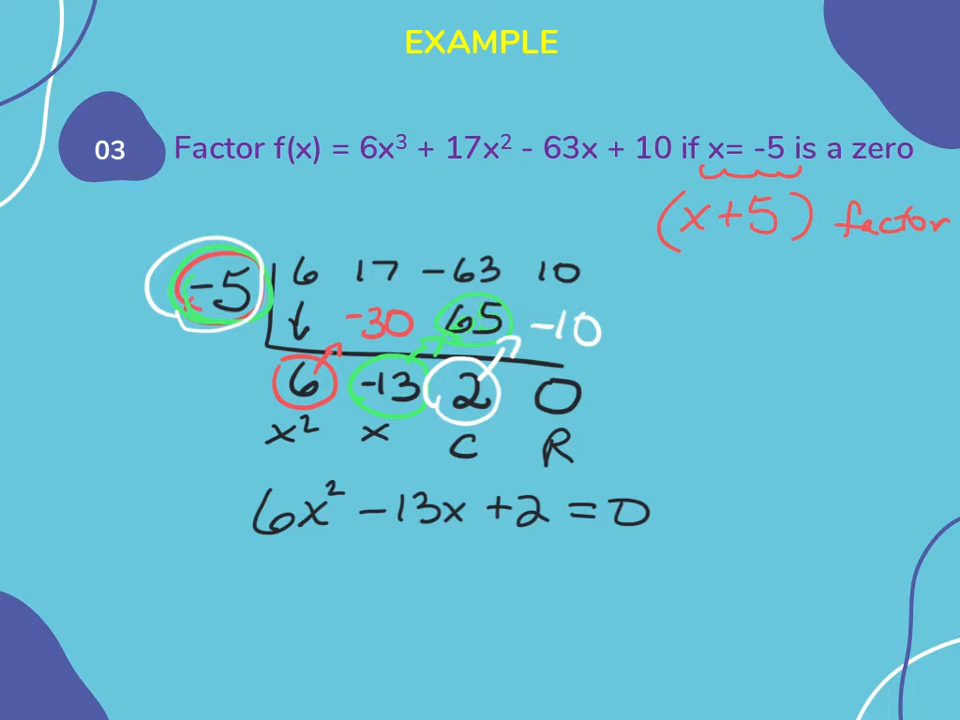 EXAMPLE
03
Factor f(x) = 6x³ + 17x² - 63x + 10 if x= -5 is a zero
(x+5) factor
-5 6 17 -63 10
↓ -30 65 -10
6 -13 2 0
x² x C R
6x² -13x +2 = 0